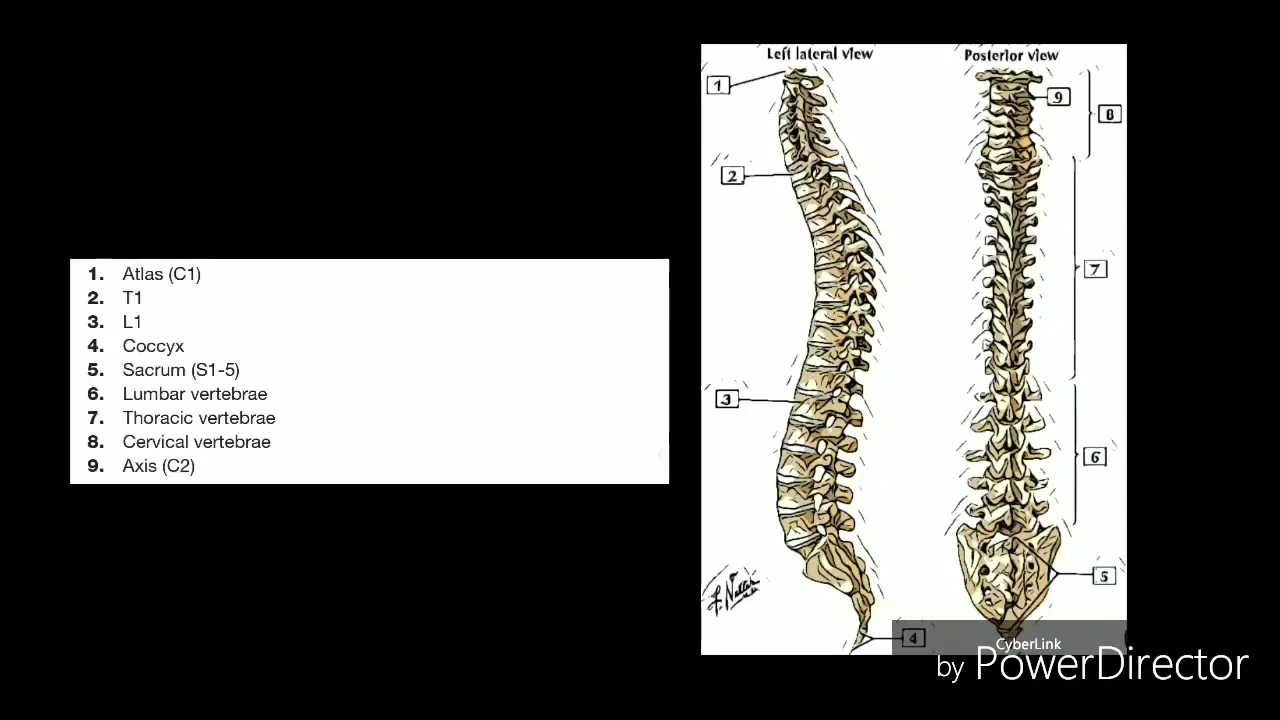 Left lateral view
Posterior view
1
9
8
2
7
3
6
5
4
1. Atlas (C1)
2. T1
3. L1
4. Coccyx
5. Sacrum (S1-5)
6. Lumbar vertebrae
7. Thoracic vertebrae
8. Cervical vertebrae
9. Axis (C2)
CyberLink
by PowerDirector